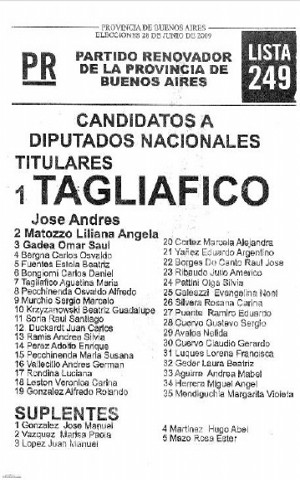 PROVINCIA DE BUENOS AIRES
ELECCIONES 28 DE JUNIO DE 2009
PR
PARTIDO RENOVADOR
DE LA PROVINCIA DE
BUENOS AIRES
LISTA
249
CANDIDATOS A
DIPUTADOS NACIONALES
TITULARES
1 TAGLIAFICO
Jose Andres
2 Matozzo Liliana Angela
3 Gadea Omar Saul
4 Bergna Carlos Osvaldo
5 Fuentes Estela Beatriz
6 Bongiorni Carlos Daniel
7 Tagliafico Agustina Maria
8 Pecchinenda Osvaldo Alfredo
9 Murchio Sergio Marcelo
10 Krzyzanowski Beatriz Guadalupe
11 Soria Raul Santiago
12 Duckardt Juan Carlos
13 Ramis Andrea Silvia
14 Perez Adolfo Enrique
15 Pecchinenda Maria Susana
16 Vallecillo Andres German
17 Rondina Luciana
18 Leston Veronica Carina
19 Gonzalez Alfredo Rolando
20 Cortez Marcela Alejandra
21 Yañez Eduardo Argentino
22 Borges Do Canto Raul Jose
23 Ribaudo Julio Americo
24 Pettini Olga Silvia
25 Galeazzi Evangelina Noel
26 Silvera Rosana Carina
27 Puente Ramiro Eduardo
28 Cuervo Gustavo Sergio
29 Avalos Nelida
30 Cuervo Claudio Gerardo
31 Luques Lorena Francisca
32 Geder Laura Beatriz
33 Aguirre Andrea Mabel
34 Herrera Miguel Angel
35 Mendiguchia Margarita Violeta
SUPLENTES
1 Gonzalez Jose Manuel
2 Vazquez Marisa Paola
3 Lopez Juan Manuel
4 Martinez Hugo Abel
5 Mazo Rosa Ester